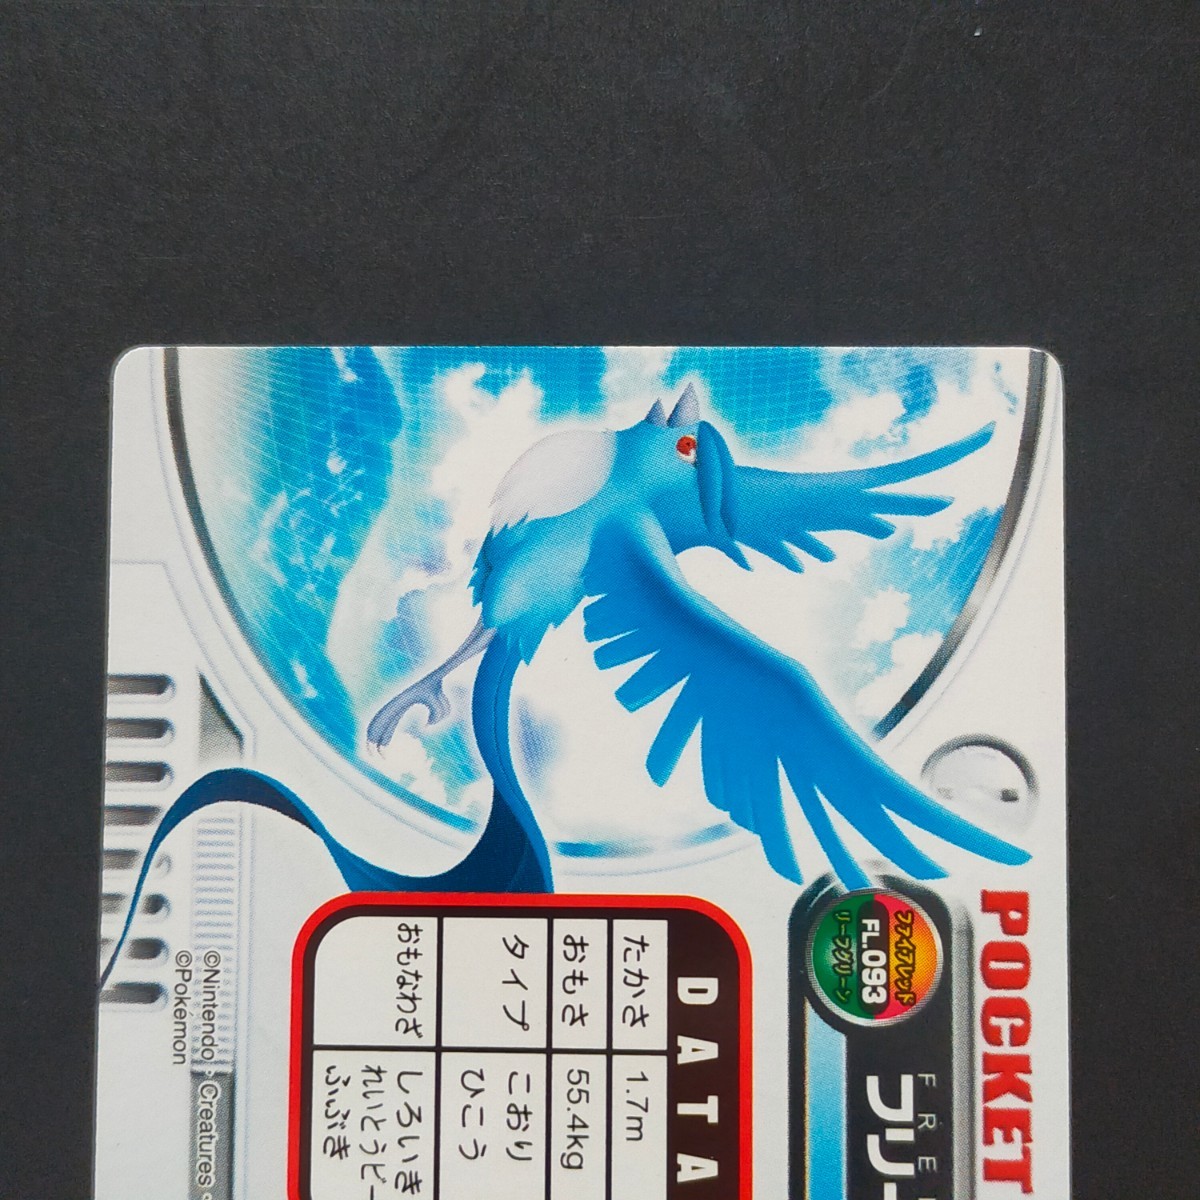 POCKET
ファイアレッド
FL.093
リーフグリーン
FRE
フリー
DATA
たかさ 1.7m
おもさ 55.4kg
タイプ こおり
ひこう
おもなわざ しろいき
れいとうビー
ふぶき
©Nintendo・Creatures・
©Pokémon